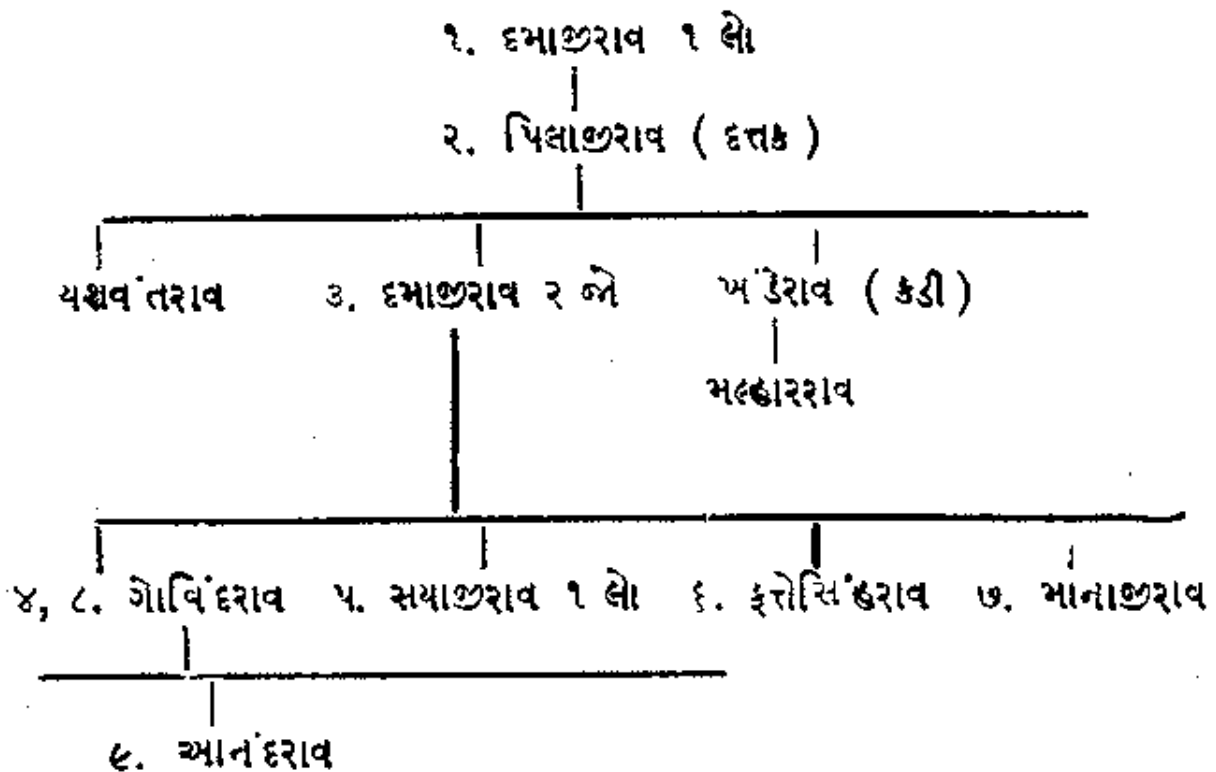 ૧. દમાજીરાવ ૧ લો
૨. પિલાજીરાવ ( દત્તક )
યશવંતરાવ ૩. દમાજીરાવ ૨ જો ખંડેરાવ ( કડી )
મલ્હારરાવ
૪, ૮. ગોવિંદરાવ ૫. સયાજીરાવ ૧ લો ૬. ફત્તેસિંહરાવ ૭. માનાજીરાવ
૯. આનંદરાવ